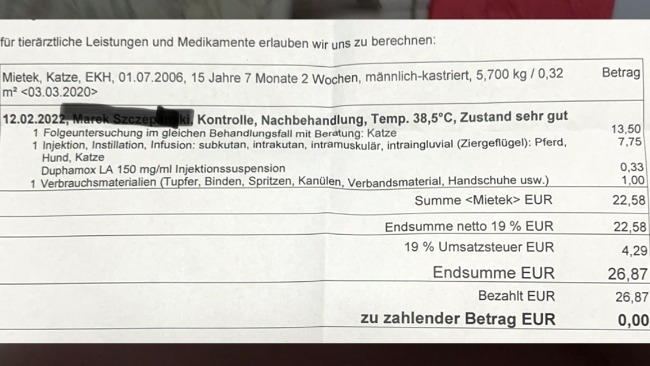 für tierärztliche Leistungen und Medikamente erlauben wir uns zu berechnen:
Mietek, Katze, EKH, 01.07.2006, 15 Jahre 7 Monate 2 Wochen, männlich-kastriert, 5,700 kg / 0,32 Betrag
m² <03.03.2020>
12.02.2022, Kontrolle, Nachbehandlung, Temp. 38,5°C, Zustand sehr gut
1 Folgeuntersuchung im gleichen Behandlungsfall mit Beratung: Katze 13,50
1 Injektion, Instillation, Infusion: subkutan, intrakutan, intramuskulär, intraingluvial (Ziergeflügel): Pferd, 7,75
Hund, Katze
Duphamox LA 150 mg/ml Injektionssuspension 0,33
1 Verbrauchsmaterialien (Tupfer, Binden, Spritzen, Kanülen, Verbandsmaterial, Handschuhe usw.) 1,00
Summe <Mietek> EUR 22,58
Endsumme netto 19 % EUR 22,58
19 % Umsatzsteuer EUR 4,29
Endsumme EUR 26,87
Bezahlt EUR 26,87
zu zahlender Betrag EUR 0,00